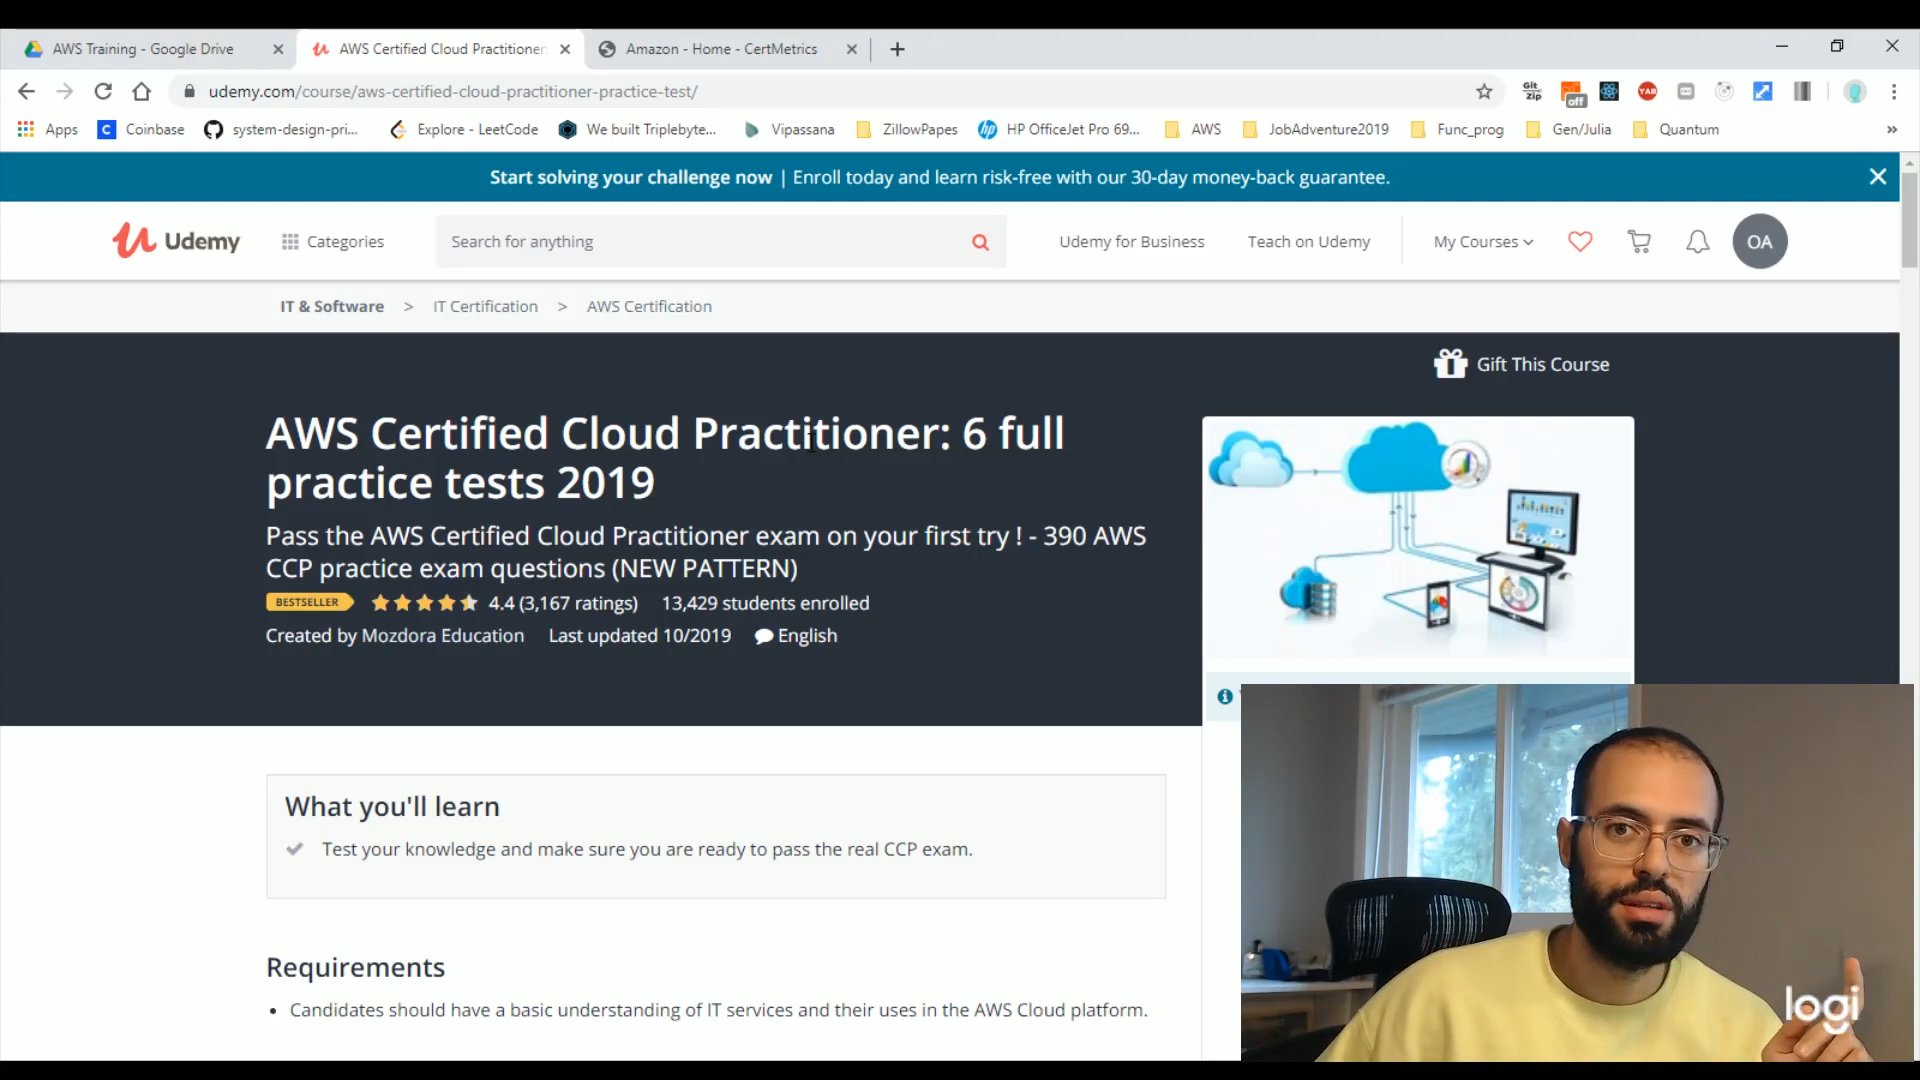 AWS Training - Google Drive
AWS Certified Cloud Practitioner
Amazon - Home - CertMetrics
udemy.com/course/aws-certified-cloud-practitioner-practice-test/
Git Zip
off
YAB
Apps
Coinbase
system-design-pri...
Explore - LeetCode
We built Triplebyte...
Vipassana
ZillowPapes
HP OfficeJet Pro 69...
AWS
JobAdventure2019
Func_prog
Gen/Julia
Quantum
»
Start solving your challenge now | Enroll today and learn risk-free with our 30-day money-back guarantee.
Udemy
Categories
Search for anything
Udemy for Business
Teach on Udemy
My Courses
OA
IT & Software > IT Certification > AWS Certification
Gift This Course
AWS Certified Cloud Practitioner: 6 full
practice tests 2019
Pass the AWS Certified Cloud Practitioner exam on your first try ! - 390 AWS
CCP practice exam questions (NEW PATTERN)
BESTSELLER 4.4 (3,167 ratings) 13,429 students enrolled
Created by Mozdora Education Last updated 10/2019 English
What you'll learn
Test your knowledge and make sure you are ready to pass the real CCP exam.
Requirements
• Candidates should have a basic understanding of IT services and their uses in the AWS Cloud platform.
logi